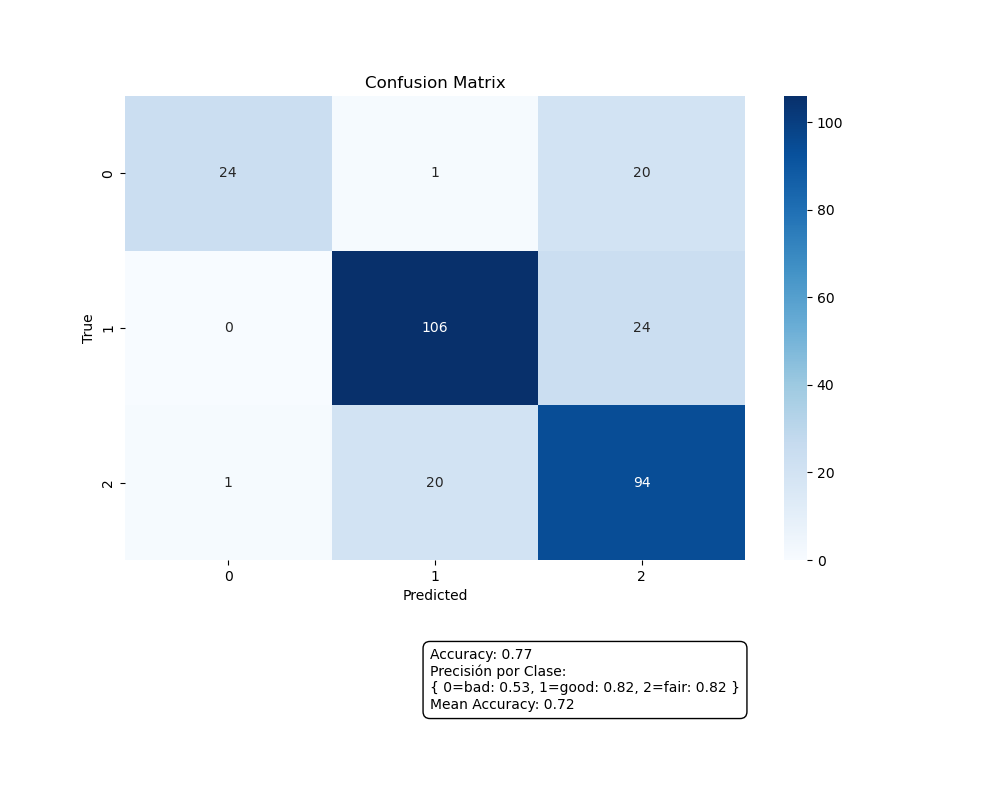 Confusion Matrix
0 24 1 20
1 0 106 24
2 1 20 94
True
0 1 2
Predicted
100
80
60
40
20
0
Accuracy: 0.77
Precisión por Clase:
{ 0=bad: 0.53, 1=good: 0.82, 2=fair: 0.82 }
Mean Accuracy: 0.72